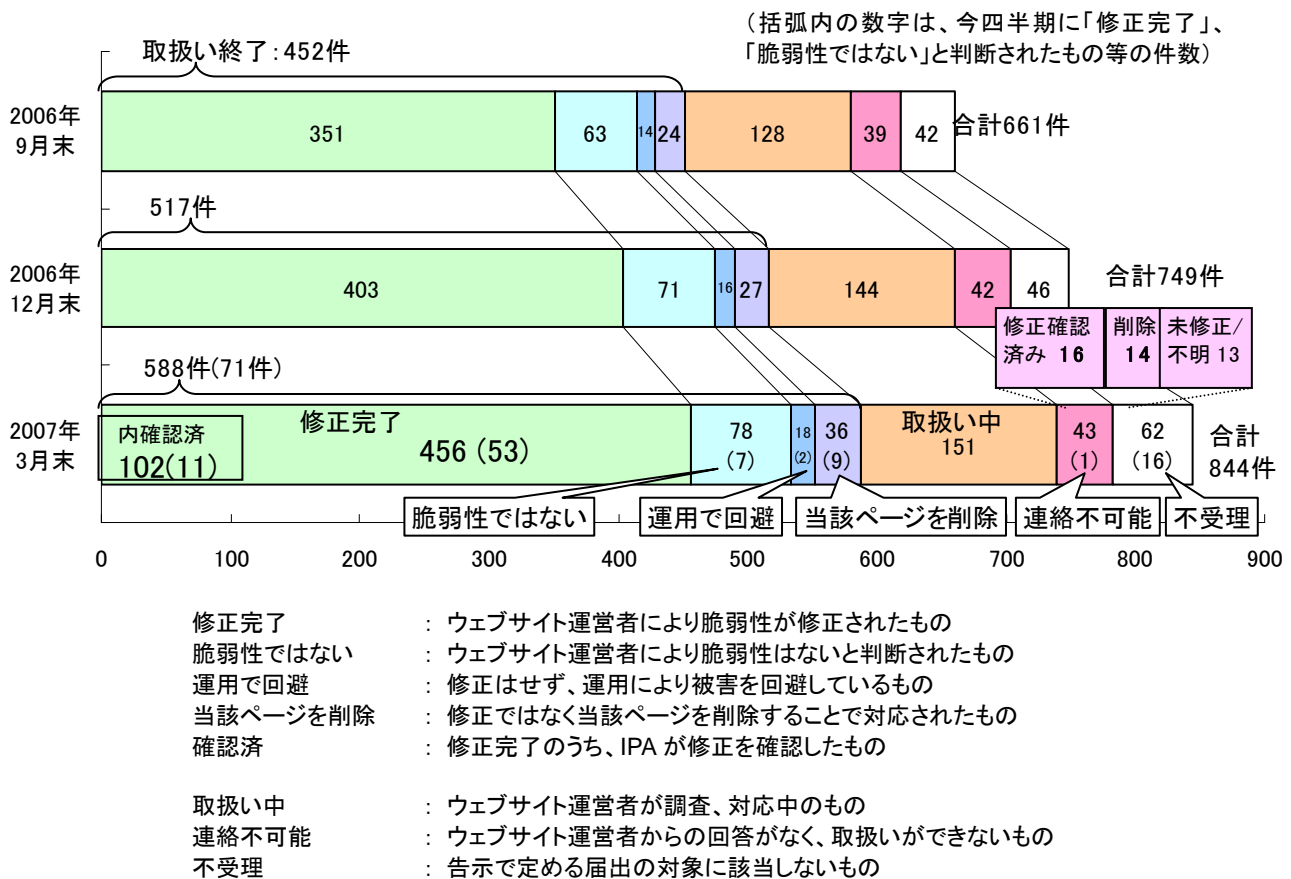 (括弧内の数字は、今四半期に「修正完了」、
「脆弱性ではない」と判断されたもの等の件数)
取扱い終了:452件
2006年
9月末
351
63
14
24
128
39
42
合計661件
517件
2006年
12月末
403
71
16
27
144
42
46
合計749件
修正確認
済み 16
削除
14
未修正/
不明 13
588件(71件)
2007年
3月末
内確認済
102(11)
修正完了
456 (53)
78
(7)
18
(2)
36
(9)
取扱い中
151
43
(1)
62
(16)
合計
844件
脆弱性ではない
運用で回避
当該ページを削除
連絡不可能
不受理
0 100 200 300 400 500 600 700 800 900
修正完了 : ウェブサイト運営者により脆弱性が修正されたもの
脆弱性ではない : ウェブサイト運営者により脆弱性はないと判断されたもの
運用で回避 : 修正はせず、運用により被害を回避しているもの
当該ページを削除 : 修正ではなく当該ページを削除することで対応されたもの
確認済 : 修正完了のうち、IPA が修正を確認したもの
取扱い中 : ウェブサイト運営者が調査、対応中のもの
連絡不可能 : ウェブサイト運営者からの回答がなく、取扱いができないもの
不受理 : 告示で定める届出の対象に該当しないもの